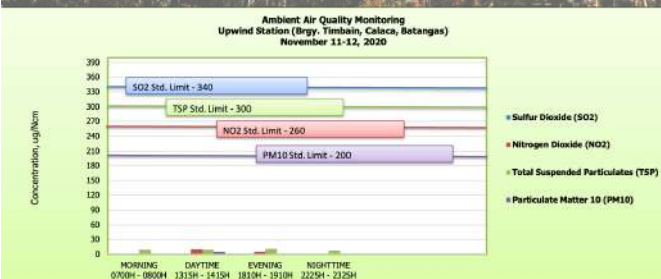 Ambient Air Quality Monitoring
Upwind Station (Brgy. Timbain, Calaca, Batangas)
November 11-12, 2020
Concentration, ug/Ncm
390
360
330
300
270
240
210
180
150
120
90
60
30
0
SO2 Std. Limit - 340
TSP Std. Limit - 300
NO2 Std. Limit - 260
PM10 Std. Limit - 200
Sulfur Dioxide (SO2)
Nitrogen Dioxide (NO2)
Total Suspended Particulates (TSP)
Particulate Matter 10 (PM10)
MORNING DAYTIME EVENING NIGHTTIME
0700H - 0800H 1315H - 1415H 1810H - 1910H 2225H - 2325H